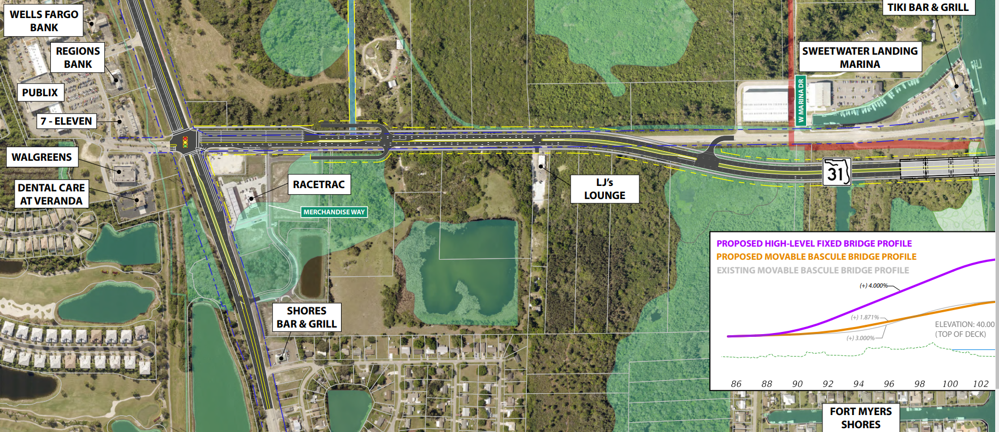 WELLS FARGO
BANK
REGIONS
BANK
PUBLIX
7 - ELEVEN
WALGREENS
DENTAL CARE
AT VERANDA
RACETRAC
MERCHANDISE WAY
SHORES
BAR & GRILL
LJ's
LOUNGE
TIKI BAR & GRILL
SWEETWATER LANDING
MARINA
W MARINA DR
31
PROPOSED HIGH-LEVEL FIXED BRIDGE PROFILE
PROPOSED MOVABLE BASCULE BRIDGE PROFILE
EXISTING MOVABLE BASCULE BRIDGE PROFILE
(+) 4.000%
(+) 1.871%
(+) 3.000%
ELEVATION: 40.00
(TOP OF DECK)
86 88 90 92 94 96 98 100 102
FORT MYERS
SHORES